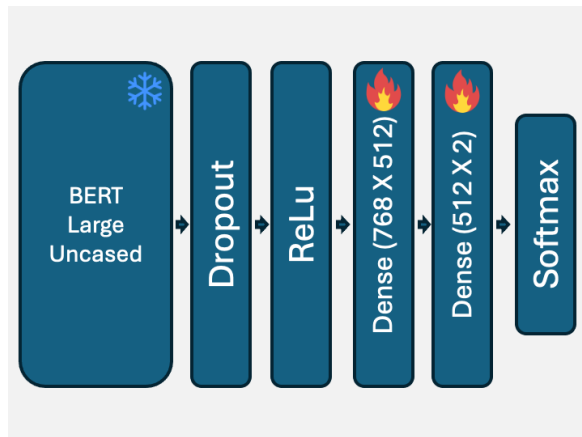 BERT
Large
Uncased
Dropout
ReLu
Dense (768 X 512)
Dense (512 X 2)
Softmax